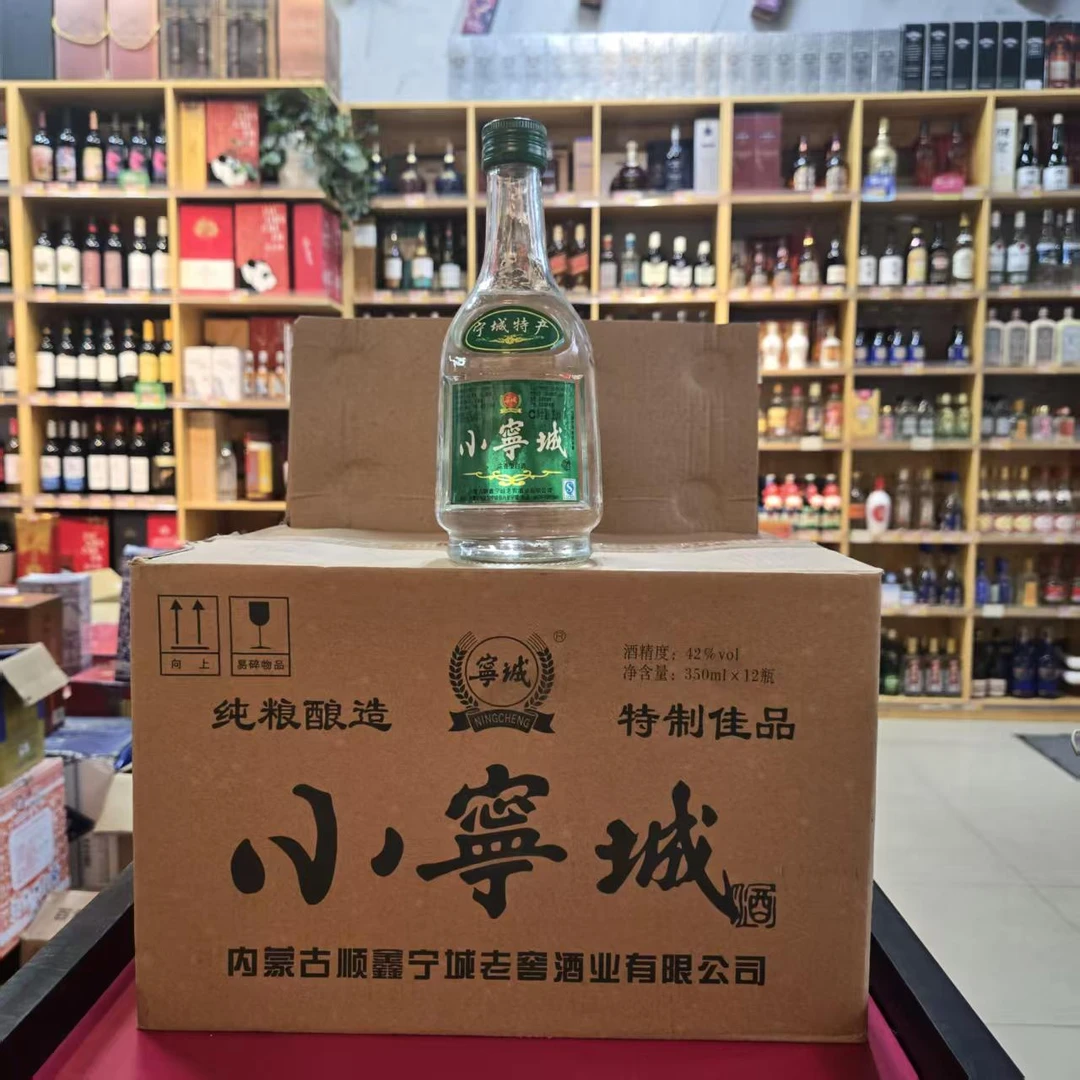 宁城特产
小寧城
向上
易碎物品
寧城
NINGCHENG
酒精度：42%vol
净含量：350ml×12瓶
纯粮酿造
特制佳品
小寧城
酒
内蒙古顺鑫宁城老窖酒业有限公司